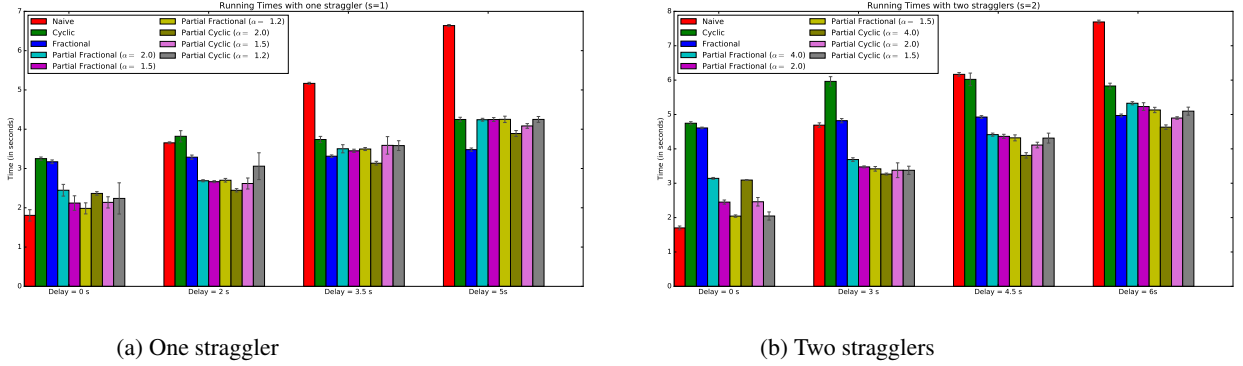 Running Times with one straggler (s=1)
Time (in seconds)
7
6
5
4
3
2
1
0
Naive
Cyclic
Fractional
Partial Fractional (α= 2.0)
Partial Fractional (α= 1.5)
Partial Fractional (α= 1.2)
Partial Cyclic (α= 2.0)
Partial Cyclic (α= 1.5)
Partial Cyclic (α= 1.2)
Delay = 0 s
Delay = 2 s
Delay = 3.5 s
Delay = 5s
(a) One straggler
Running Times with two stragglers (s=2)
Time (in seconds)
8
7
6
5
4
3
2
1
0
Naive
Cyclic
Fractional
Partial Fractional (α= 4.0)
Partial Fractional (α= 2.0)
Partial Fractional (α= 1.5)
Partial Cyclic (α= 4.0)
Partial Cyclic (α= 2.0)
Partial Cyclic (α= 1.5)
Delay = 0 s
Delay = 3 s
Delay = 4.5 s
Delay = 6s
(b) Two stragglers